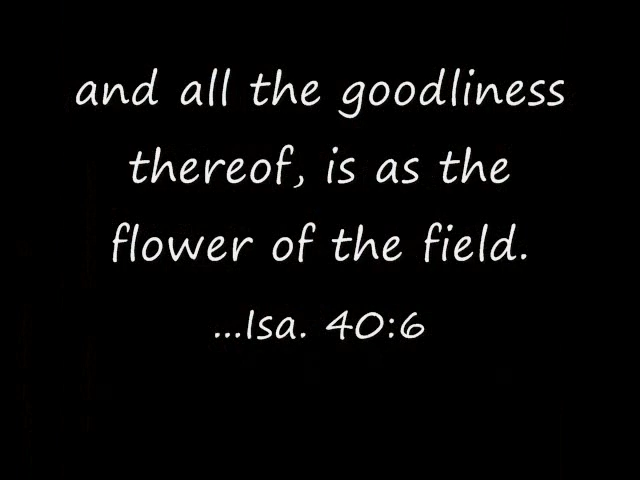 and all the goodliness
thereof, is as the
flower of the field.
...Isa. 40:6